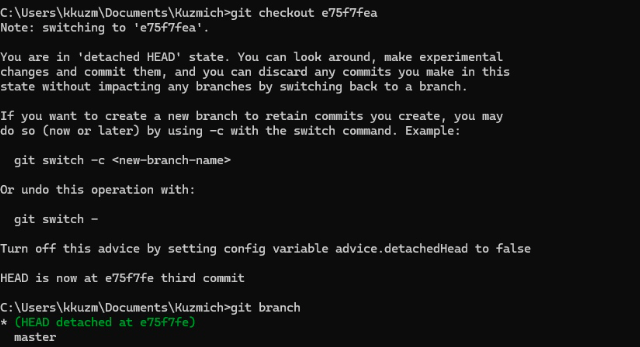 C:\Users\kkuzm\Documents\Kuzmich>git checkout e75f7fea
Note: switching to 'e75f7fea'.
You are in 'detached HEAD' state. You can look around, make experimental
changes and commit them, and you can discard any commits you make in this
state without impacting any branches by switching back to a branch.
If you want to create a new branch to retain commits you create, you may
do so (now or later) by using -c with the switch command. Example:
git switch -c <new-branch-name>
Or undo this operation with:
git switch -
Turn off this advice by setting config variable advice.detachedHead to false
HEAD is now at e75f7fe third commit
C:\Users\kkuzm\Documents\Kuzmich>git branch
* (HEAD detached at e75f7fe)
master